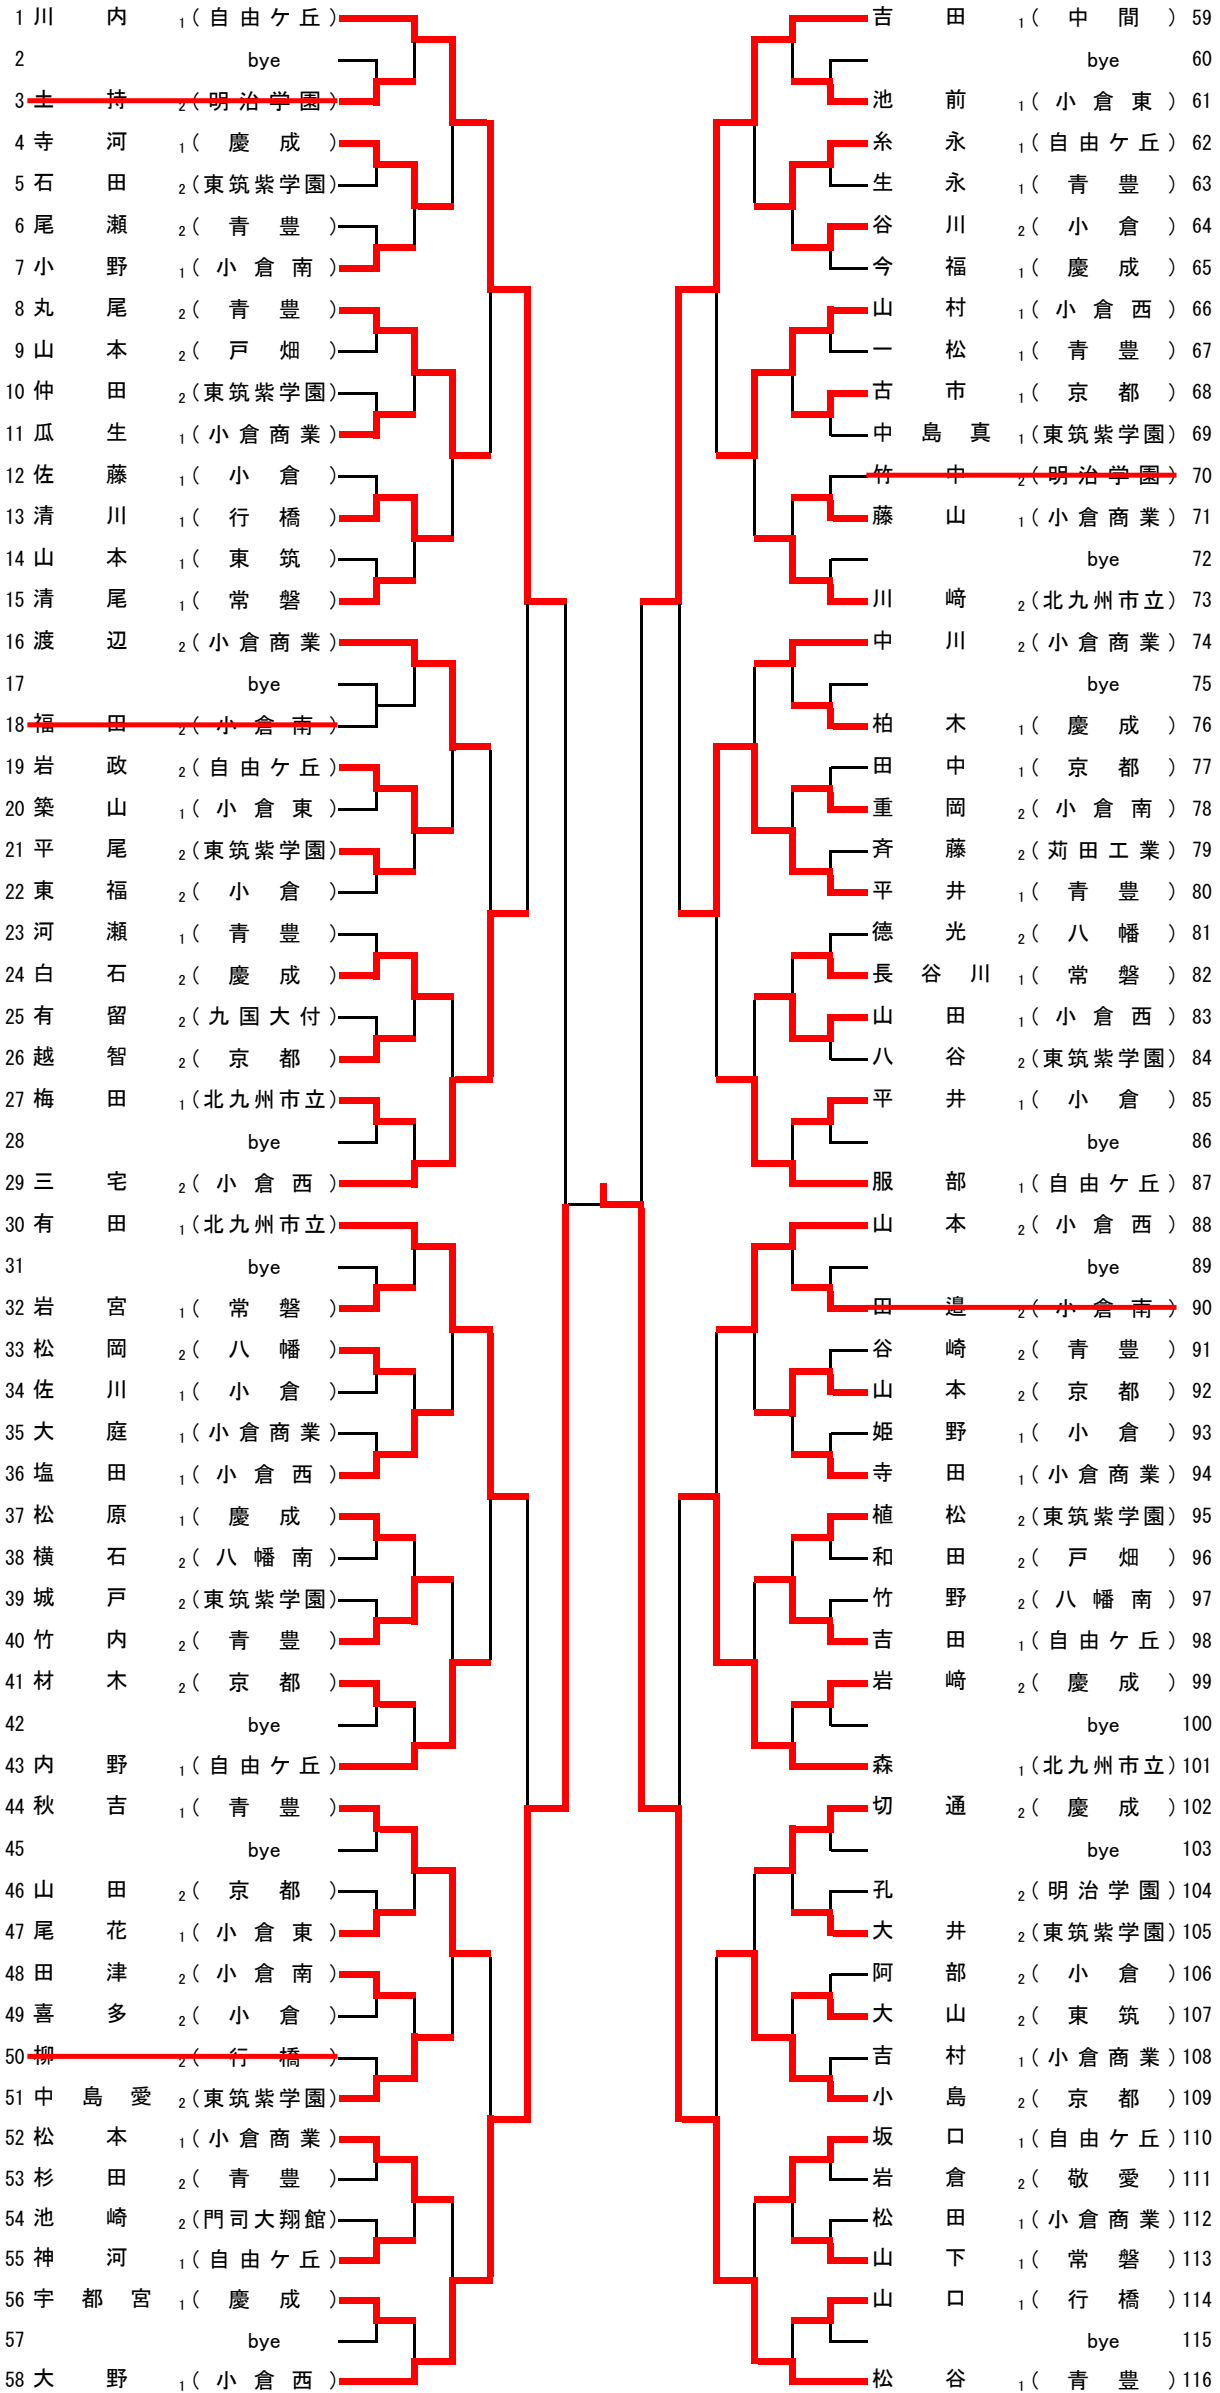 1 川内 1(自由ケ丘)
2 bye
3 土持 2(明治学園)
4 寺河 1(慶成)
5 石田 2(東筑紫学園)
6 尾瀬 2(青豊)
7 小野 1(小倉南)
8 丸尾 2(青豊)
9 山本 2(戸畑)
10 仲田 2(東筑紫学園)
11 瓜生 1(小倉商業)
12 佐藤 1(小倉)
13 清川 1(行橋)
14 山本 1(東筑)
15 清尾 1(常磐)
16 渡辺 2(小倉商業)
17 bye
18 福田 2(小倉南)
19 岩政 2(自由ケ丘)
20 築山 1(小倉東)
21 平尾 2(東筑紫学園)
22 東福 2(小倉)
23 河瀬 1(青豊)
24 白石 2(慶成)
25 有留 2(九国大付)
26 越智 2(京都)
27 梅田 1(北九州市立)
28 bye
29 三宅 2(小倉西)
30 有田 1(北九州市立)
31 bye
32 岩宮 1(常磐)
33 松岡 2(八幡)
34 佐川 1(小倉)
35 大庭 1(小倉商業)
36 塩田 1(小倉西)
37 松原 1(慶成)
38 横石 2(八幡南)
39 城戸 2(東筑紫学園)
40 竹内 2(青豊)
41 材木 2(京都)
42 bye
43 内野 1(自由ケ丘)
44 秋吉 1(青豊)
45 bye
46 山田 2(京都)
47 尾花 1(小倉東)
48 田津 2(小倉南)
49 喜多 2(小倉)
50 柳 2(行橋)
51 中島愛 2(東筑紫学園)
52 松本 1(小倉商業)
53 杉田 2(青豊)
54 池崎 2(門司大翔館)
55 神河 1(自由ケ丘)
56 宇都宮 1(慶成)
57 bye
58 大野 1(小倉西)
吉田 1(中間) 59
bye 60
池前 1(小倉東) 61
糸永 1(自由ケ丘) 62
生永 1(青豊) 63
谷川 2(小倉) 64
今福 1(慶成) 65
山村 1(小倉西) 66
一松 1(青豊) 67
古市 1(京都) 68
中島真 1(東筑紫学園) 69
竹中 2(明治学園) 70
藤山 1(小倉商業) 71
bye 72
川﨑 2(北九州市立) 73
中川 2(小倉商業) 74
bye 75
柏木 1(慶成) 76
田中 1(京都) 77
重岡 2(小倉南) 78
斉藤 2(苅田工業) 79
平井 1(青豊) 80
德光 2(八幡) 81
長谷川 1(常磐) 82
山田 1(小倉西) 83
八谷 2(東筑紫学園) 84
平井 1(小倉) 85
bye 86
服部 1(自由ケ丘) 87
山本 2(小倉西) 88
bye 89
田邉 2(小倉南) 90
谷崎 2(青豊) 91
山本 2(京都) 92
姫野 1(小倉) 93
寺田 1(小倉商業) 94
植松 2(東筑紫学園) 95
和田 2(戸畑) 96
竹野 2(八幡南) 97
吉田 1(自由ケ丘) 98
岩﨑 2(慶成) 99
bye 100
森 1(北九州市立) 101
切通 2(慶成) 102
bye 103
孔 2(明治学園) 104
大井 2(東筑紫学園) 105
阿部 2(小倉) 106
大山 2(東筑) 107
吉村 1(小倉商業) 108
小島 2(京都) 109
坂口 1(自由ケ丘) 110
岩倉 2(敬愛) 111
松田 1(小倉商業) 112
山下 1(常磐) 113
山口 1(行橋) 114
bye 115
松谷 1(青豊) 116